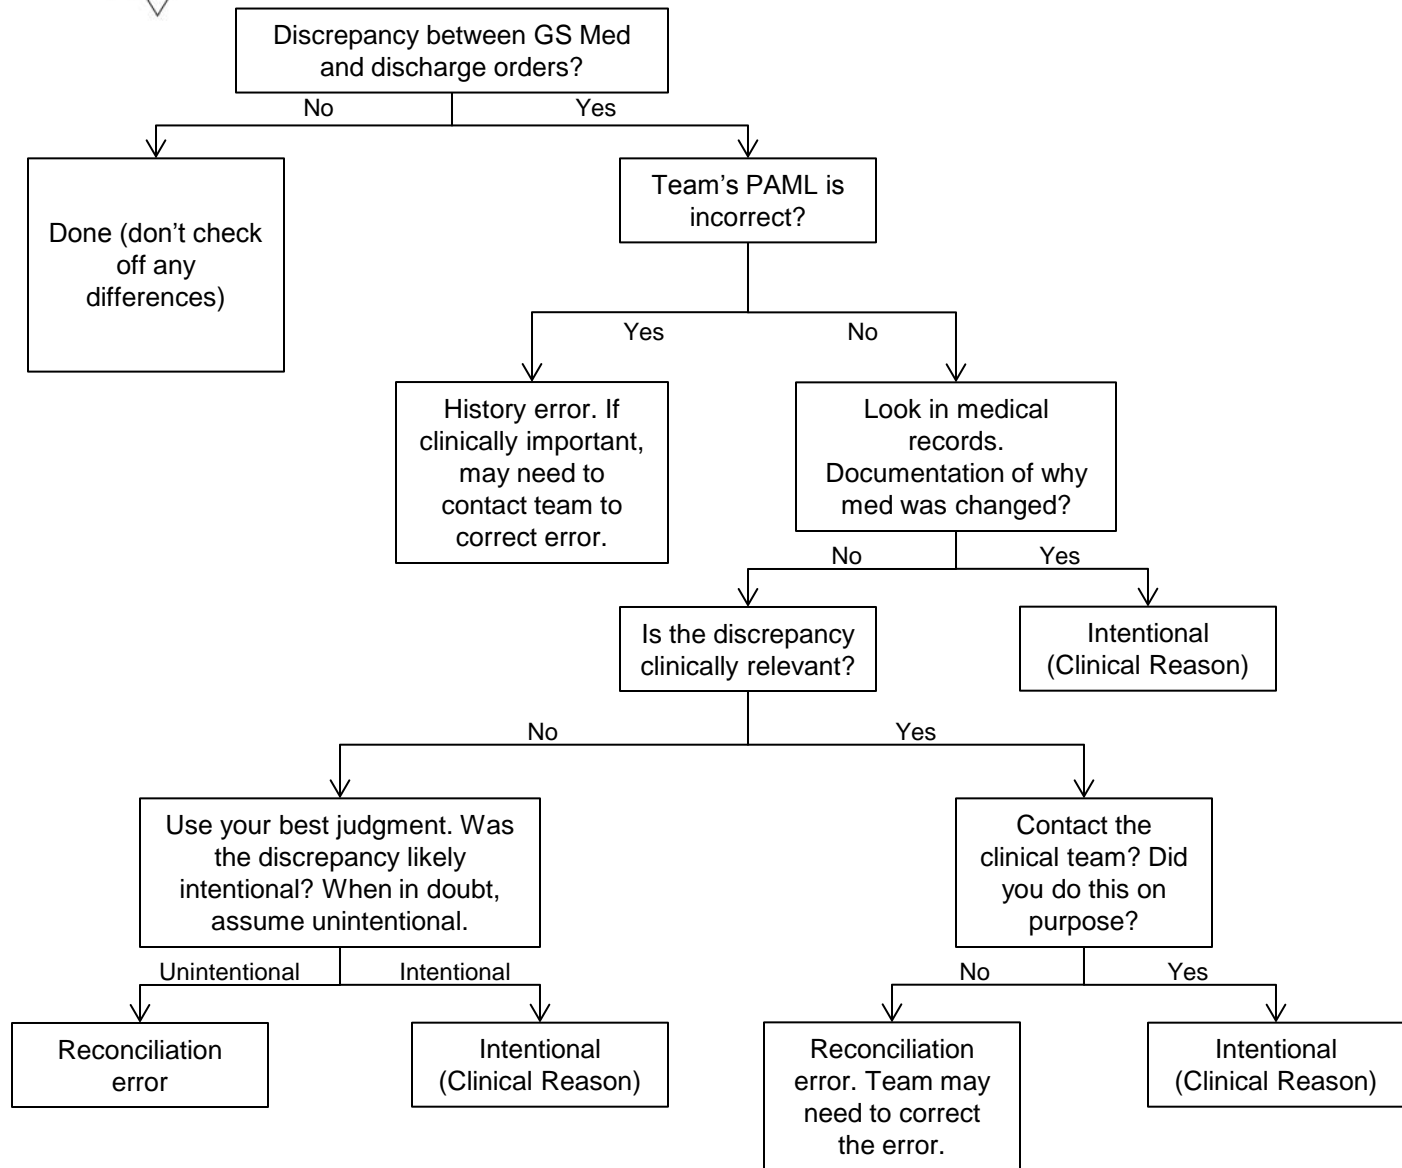 Discrepancy between GS Med
and discharge orders?
No
Yes
Done (don't check
off any
differences)
Team's PAML is
incorrect?
Yes
No
History error. If
clinically important,
may need to
contact team to
correct error.
Look in medical
records.
Documentation of why
med was changed?
No
Yes
Is the discrepancy
clinically relevant?
Intentional
(Clinical Reason)
No
Yes
Use your best judgment. Was
the discrepancy likely
intentional? When in doubt,
assume unintentional.
Contact the
clinical team? Did
you do this on
purpose?
Unintentional
Intentional
No
Yes
Reconciliation
error
Intentional
(Clinical Reason)
Reconciliation
error. Team may
need to correct
the error.
Intentional
(Clinical Reason)